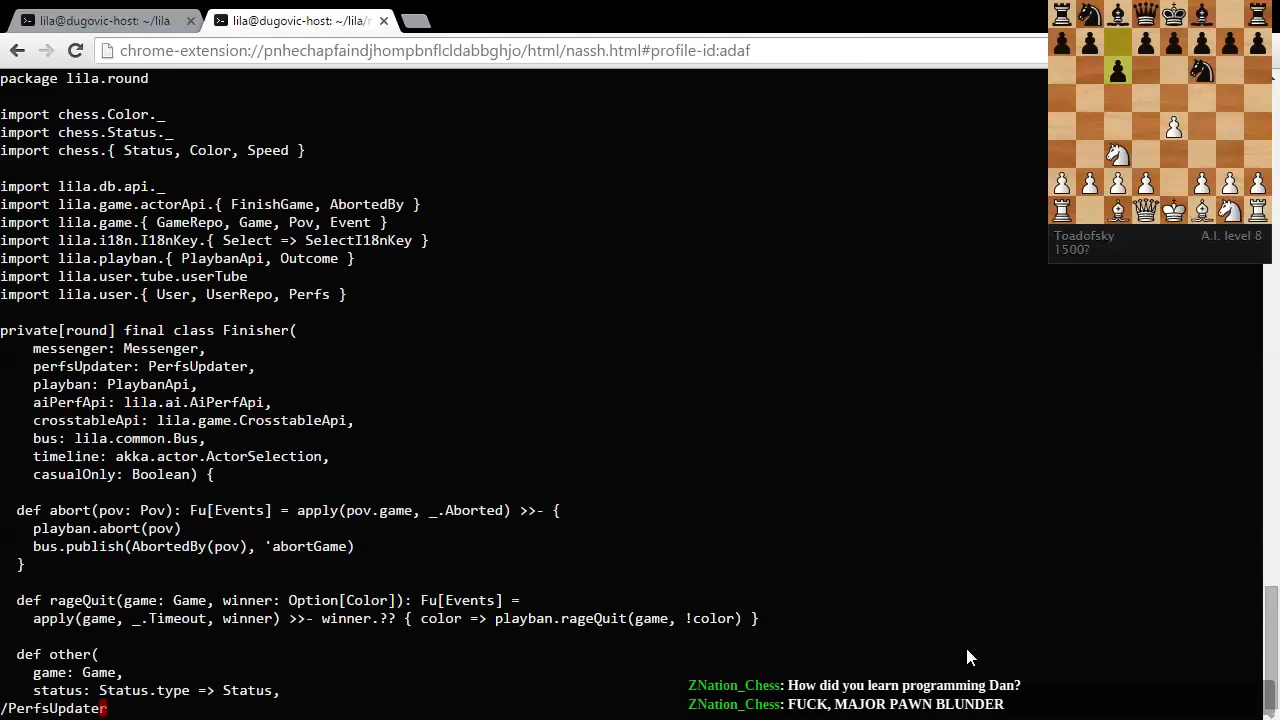 lila@dugovic-host: ~/lila
lila@dugovic-host: ~/lila/r
chrome-extension://pnhechapfaindjhompbnflcldabbghjo/html/nassh.html#profile-id:adaf
package lila.round
import chess.Color._
import chess.Status._
import chess.{ Status, Color, Speed }
import lila.db.api._
import lila.game.actorApi.{ FinishGame, AbortedBy }
import lila.game.{ GameRepo, Game, Pov, Event }
import lila.i18n.I18nKey.{ Select => SelectI18nKey }
import lila.playban.{ PlaybanApi, Outcome }
import lila.user.tube.userTube
import lila.user.{ User, UserRepo, Perfs }
private[round] final class Finisher(
messenger: Messenger,
perfsUpdater: PerfsUpdater,
playban: PlaybanApi,
aiPerfApi: lila.ai.AiPerfApi,
crosstableApi: lila.game.CrosstableApi,
bus: lila.common.Bus,
timeline: akka.actor.ActorSelection,
casualOnly: Boolean) {
def abort(pov: Pov): Fu[Events] = apply(pov.game, _.Aborted) >>- {
playban.abort(pov)
bus.publish(AbortedBy(pov), 'abortGame)
}
def rageQuit(game: Game, winner: Option[Color]): Fu[Events] =
apply(game, _.Timeout, winner) >>- winner.?? { color => playban.rageQuit(game, !color) }
def other(
game: Game,
status: Status.type => Status,
/PerfsUpdater
Toadofsky
1500?
A.I. level 8
ZNation_Chess: How did you learn programming Dan?
ZNation_Chess: FUCK, MAJOR PAWN BLUNDER